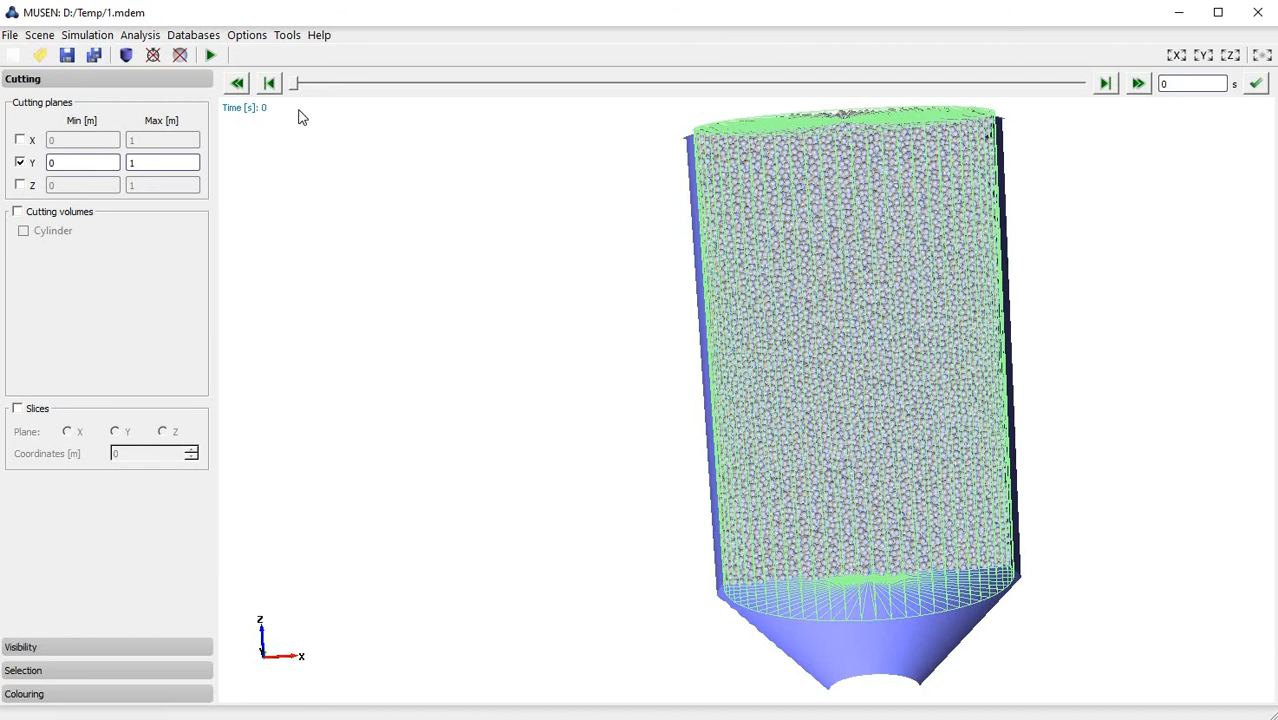 MUSEN: D:/Temp/1.mdem
File Scene Simulation Analysis Databases Options Tools Help
[X] [Y] [Z]
Cutting
0 s
Time [s]: 0
Cutting planes
Min [m] Max [m]
X 0 1
Y 0 1
Z 0 1
Cutting volumes
Cylinder
Slices
Plane: X Y Z
Coordinates [m] 0
Z
Y
X
Visibility
Selection
Colouring